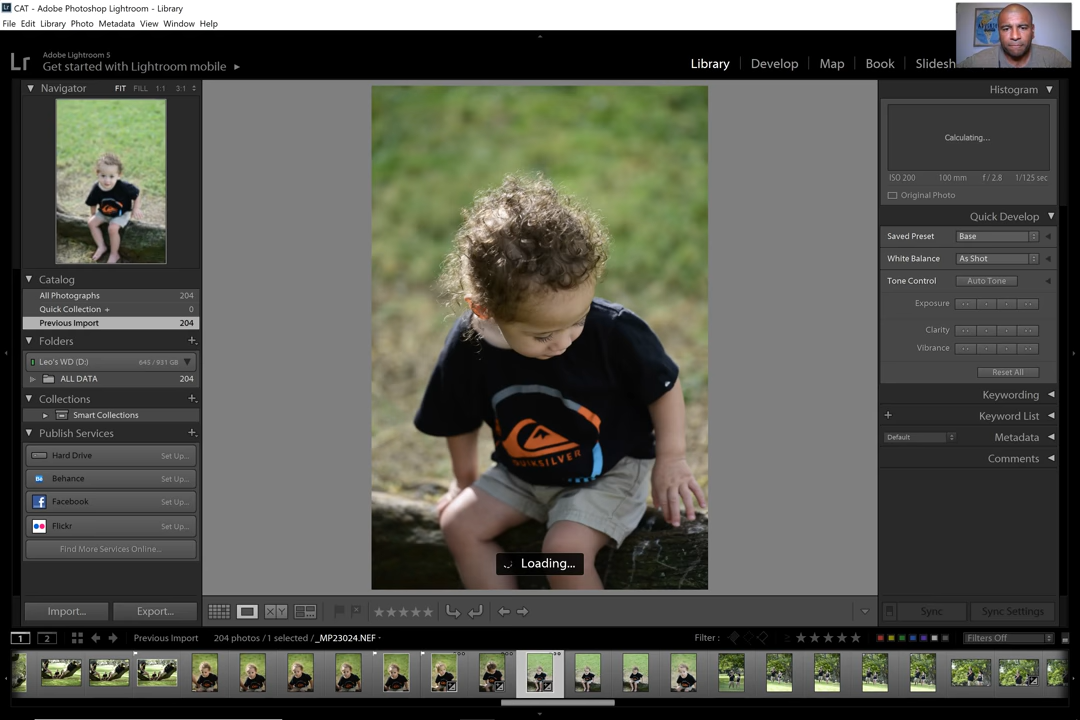 CAT - Adobe Photoshop Lightroom - Library
File Edit Library Photo Metadata View Window Help
Lr
Adobe Lightroom 5
Get started with Lightroom mobile
Library
Develop
Map
Book
Slidesh
Navigator
FIT FILL 1:1 3:1
Catalog
All Photographs 204
Quick Collection + 0
Previous Import 204
Folders
Leo's WD (D:) 645 / 931 GB
ALL DATA 204
Collections
Smart Collections
Publish Services
Hard Drive Set Up...
Behance Set Up...
Facebook Set Up...
Flickr Set Up...
Find More Services Online...
Import... Export...
QUIKSILVER
Loading...
Histogram
Calculating...
ISO 200 100 mm f / 2.8 1/125 sec
Original Photo
Quick Develop
Saved Preset Base
White Balance As Shot
Tone Control Auto Tone
Exposure
Clarity
Vibrance
Reset All
Keywording
Keyword List
Default Metadata
Comments
XY
Sync Sync Settings
1 2 Previous Import 204 photos / 1 selected / _MP23024.NEF
Filter : Filters Off